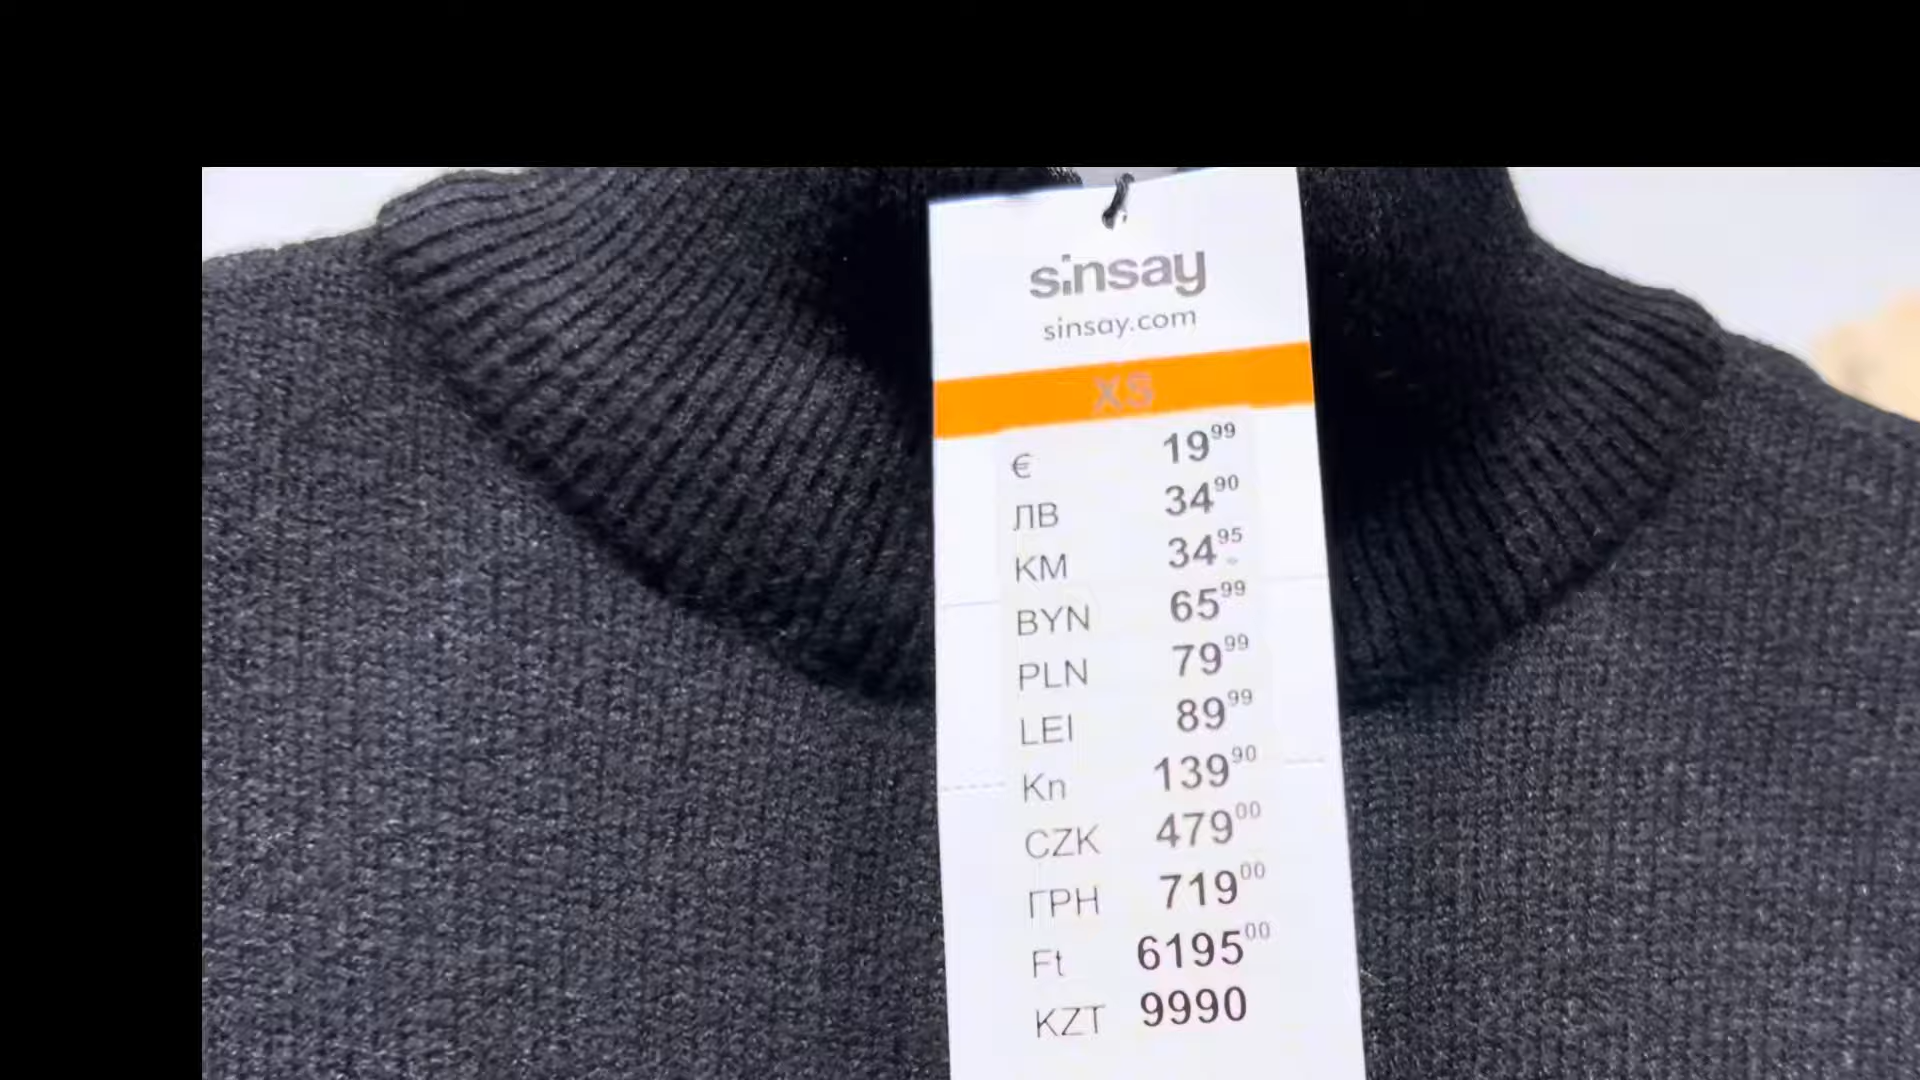 sinsay
sinsay.com
XS
€ 19⁹⁹
ЛВ 34⁹⁰
KM 34⁹⁵
BYN 65⁹⁹
PLN 79⁹⁹
LEI 89⁹⁹
Kn 139⁹⁰
CZK 479⁰⁰
ГРН 719⁰⁰
Ft 6195⁰⁰
KZT 9990